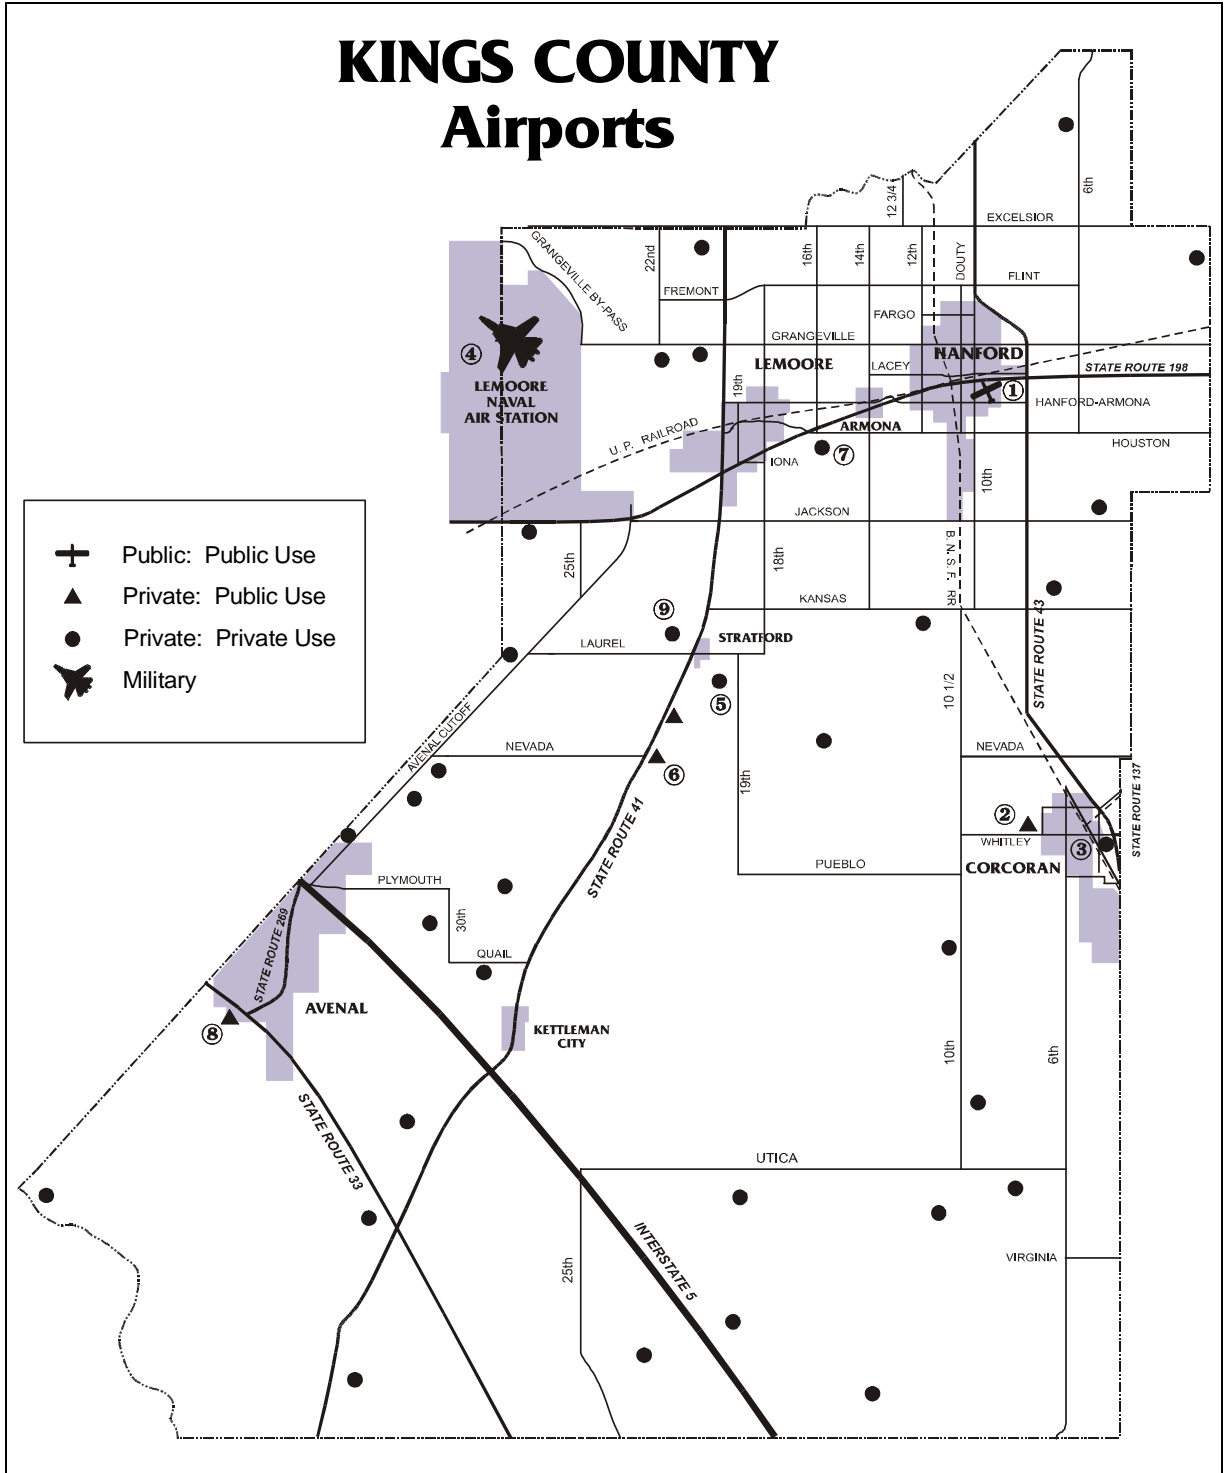 KINGS COUNTY
Airports
6th
12 3/4
EXCELSIOR
GRANGEVILLE BY-PASS
22nd
16th
14th
12th
DOUTY
FLINT
FREMONT
FARGO
GRANGEVILLE
HANFORD
LEMOORE
LACEY
STATE ROUTE 198
4
LEMOORE
NAVAL
AIR STATION
19th
1
HANFORD-ARMONA
ARMONA
U. P. RAILROAD
HOUSTON
7
IONA
10th
JACKSON
Public: Public Use
Private: Public Use
Private: Private Use
Military
25th
18th
B. N. S. F. RR
KANSAS
9
STATE ROUTE 43
LAUREL
STRATFORD
5
10 1/2
AVENAL CUTOFF
NEVADA
NEVADA
6
19th
STATE ROUTE 137
STATE ROUTE 41
2
WHITLEY
3
PUEBLO
CORCORAN
PLYMOUTH
30th
STATE ROUTE 269
QUAIL
AVENAL
KETTLEMAN
CITY
8
10th
6th
STATE ROUTE 33
UTICA
INTERSTATE 5
25th
VIRGINIA